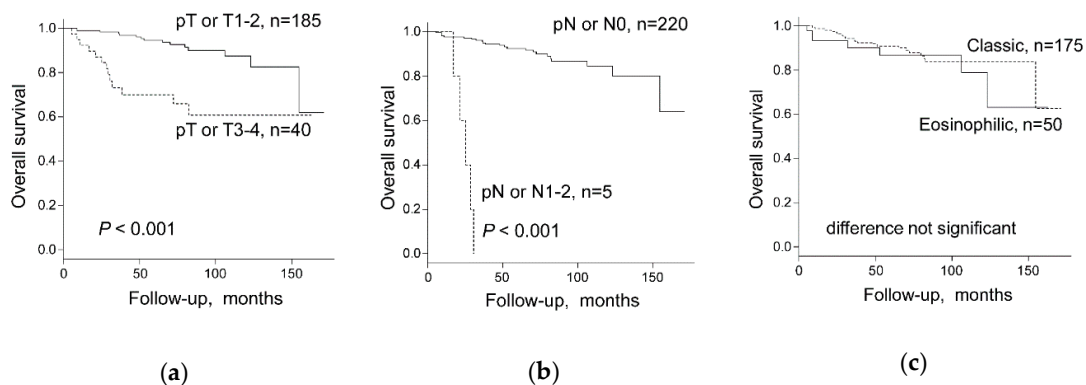 pT or T1-2, n=185
1.0
0.8
0.6
0.4
0.2
0.0
Overall survival
pT or T3-4, n=40
P < 0.001
0 50 100 150
Follow-up, months
(a)
pN or N0, n=220
1.0
0.8
0.6
0.4
0.2
0.0
Overall survival
pN or N1-2, n=5
P < 0.001
0 50 100 150
Follow-up, months
(b)
1.0
0.8
0.6
0.4
0.2
0.0
Overall survival
Classic, n=175
Eosinophilic, n=50
difference not significant
0 50 100 150
Follow-up, months
(c)